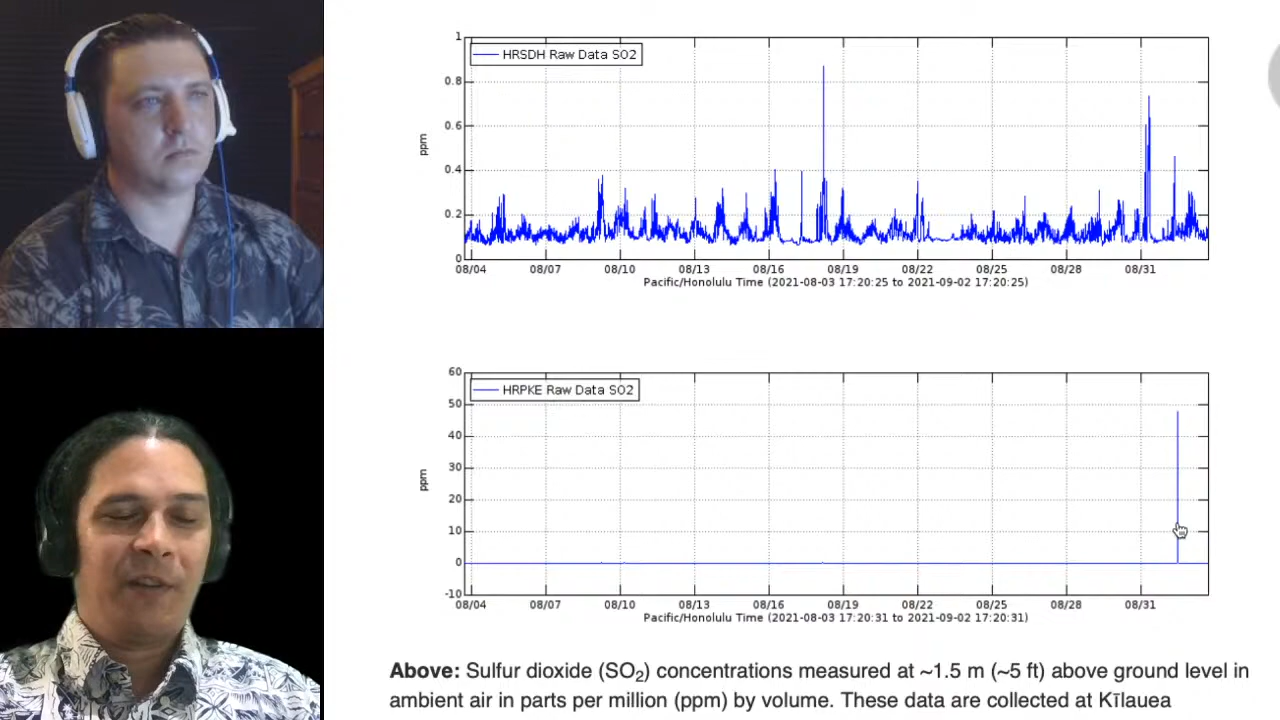 1
HRSDH Raw Data SO2
0.8
0.6
ppm
0.4
0.2
0
08/04 08/07 08/10 08/13 08/16 08/19 08/22 08/25 08/28 08/31
Pacific/Honolulu Time (2021-08-03 17:20:25 to 2021-09-02 17:20:25)
60
HRPKE Raw Data SO2
50
40
30
ppm
20
10
0
-10
08/04 08/07 08/10 08/13 08/16 08/19 08/22 08/25 08/28 08/31
Pacific/Honolulu Time (2021-08-03 17:20:31 to 2021-09-02 17:20:31)
Above: Sulfur dioxide (SO₂) concentrations measured at ~1.5 m (~5 ft) above ground level in
ambient air in parts per million (ppm) by volume. These data are collected at Kīlauea